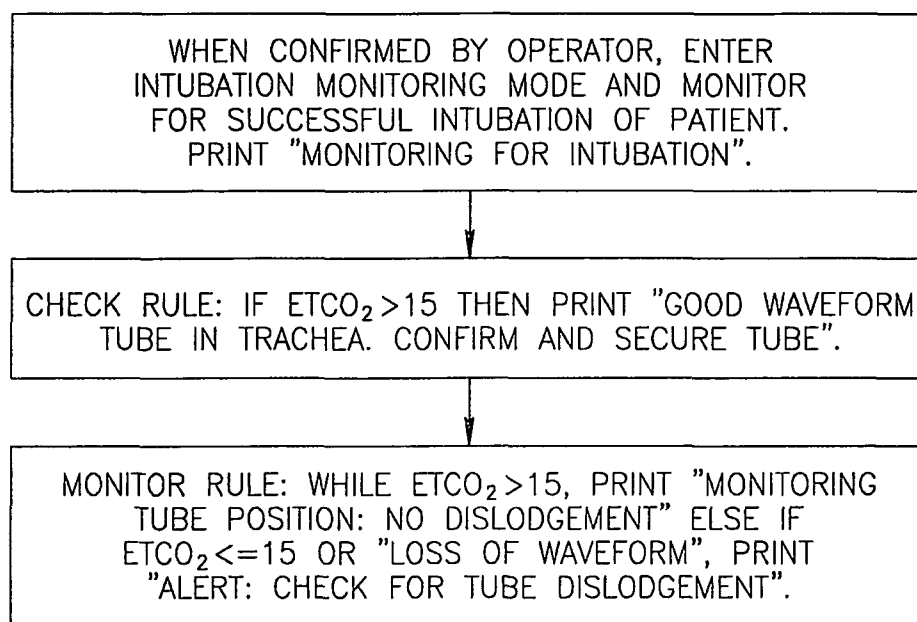 WHEN CONFIRMED BY OPERATOR, ENTER
INTUBATION MONITORING MODE AND MONITOR
FOR SUCCESSFUL INTUBATION OF PATIENT.
PRINT "MONITORING FOR INTUBATION".
CHECK RULE: IF ETCO₂>15 THEN PRINT "GOOD WAVEFORM
TUBE IN TRACHEA. CONFIRM AND SECURE TUBE".
MONITOR RULE: WHILE ETCO₂>15, PRINT "MONITORING
TUBE POSITION: NO DISLODGEMENT" ELSE IF
ETCO₂<=15 OR "LOSS OF WAVEFORM", PRINT
"ALERT: CHECK FOR TUBE DISLODGEMENT".